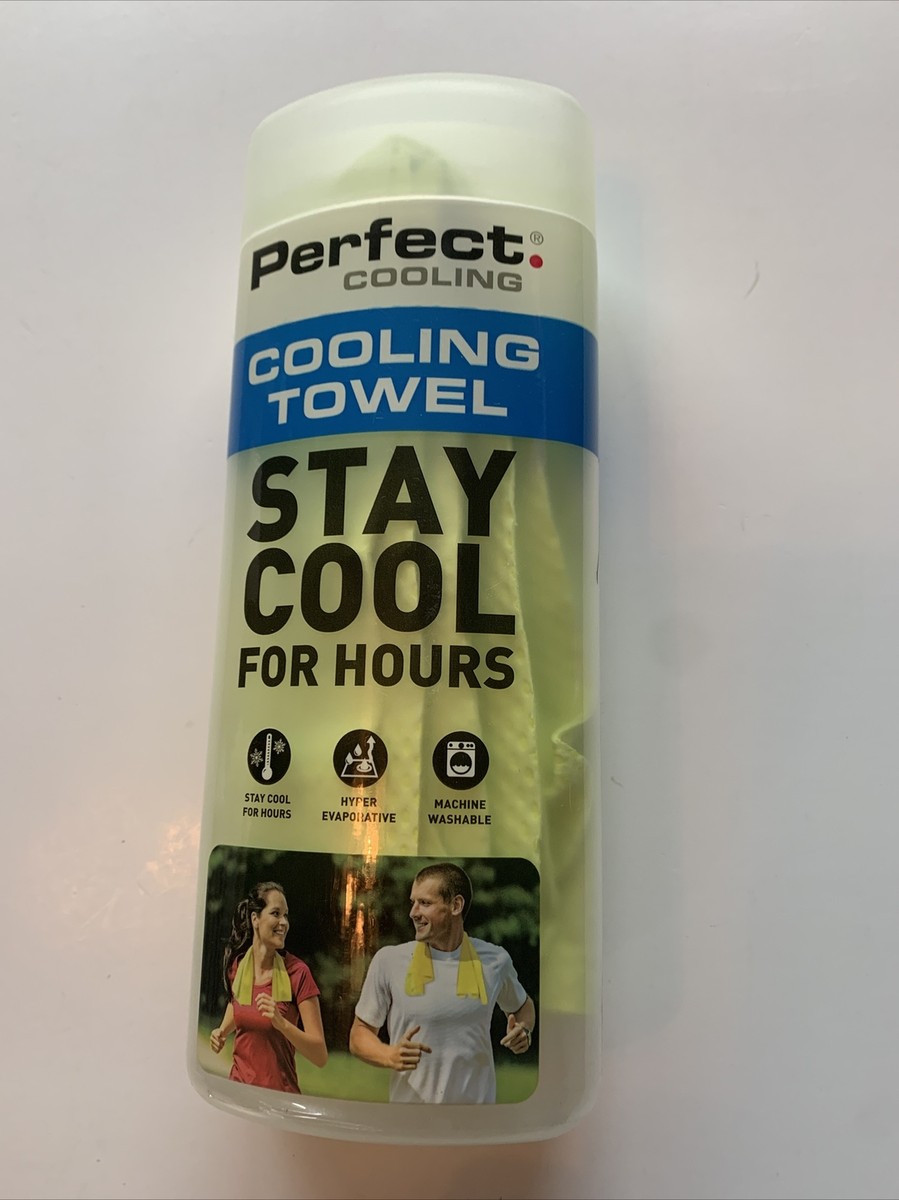 Perfect.®
COOLING
COOLING
TOWEL
STAY
COOL
FOR HOURS
STAY COOL
FOR HOURS
HYPER
EVAPORATIVE
MACHINE
WASHABLE